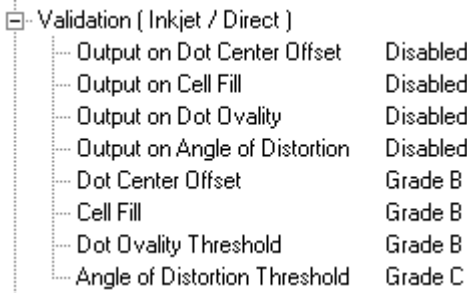 Validation ( Inkjet / Direct )
Output on Dot Center Offset Disabled
Output on Cell Fill Disabled
Output on Dot Ovality Disabled
Output on Angle of Distortion Disabled
Dot Center Offset Grade B
Cell Fill Grade B
Dot Ovality Threshold Grade B
Angle of Distortion Threshold Grade C